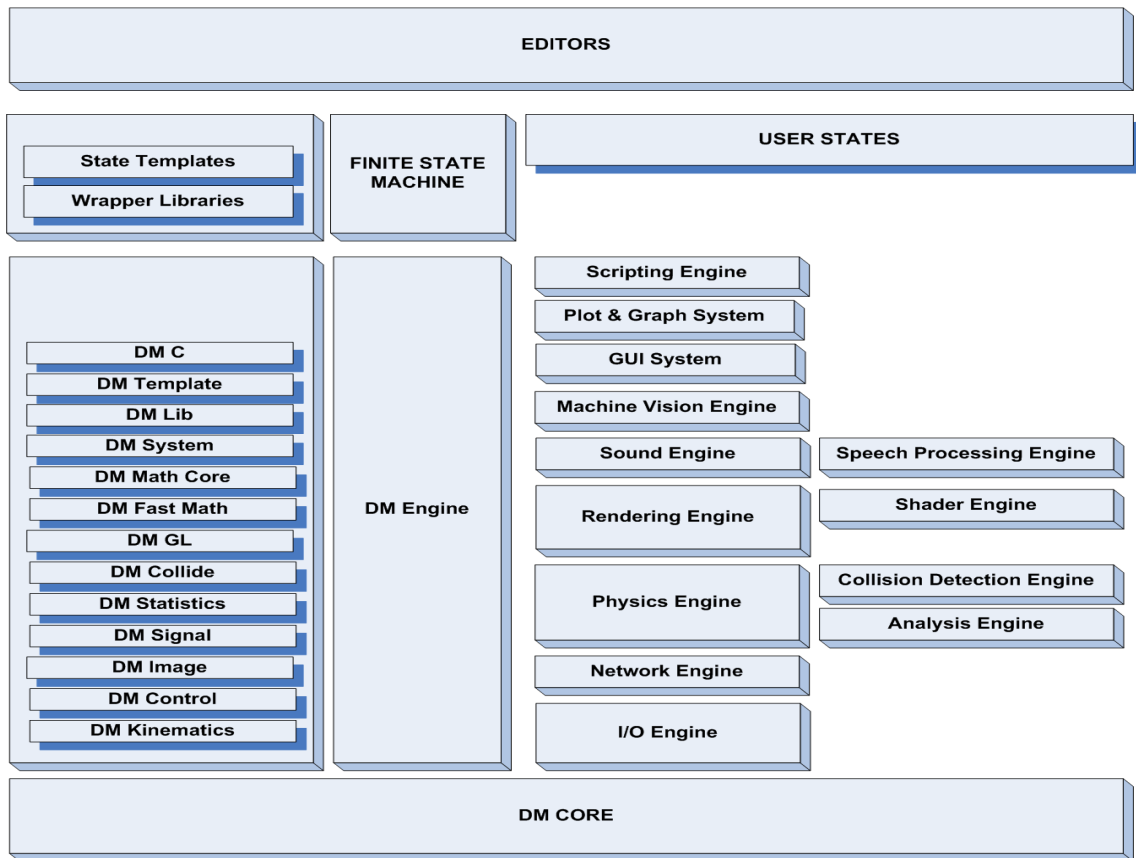 EDITORS
State Templates
Wrapper Libraries
FINITE STATE
MACHINE
USER STATES
DM C
DM Template
DM Lib
DM System
DM Math Core
DM Fast Math
DM GL
DM Collide
DM Statistics
DM Signal
DM Image
DM Control
DM Kinematics
DM Engine
Scripting Engine
Plot & Graph System
GUI System
Machine Vision Engine
Sound Engine
Speech Processing Engine
Rendering Engine
Shader Engine
Physics Engine
Collision Detection Engine
Analysis Engine
Network Engine
I/O Engine
DM CORE